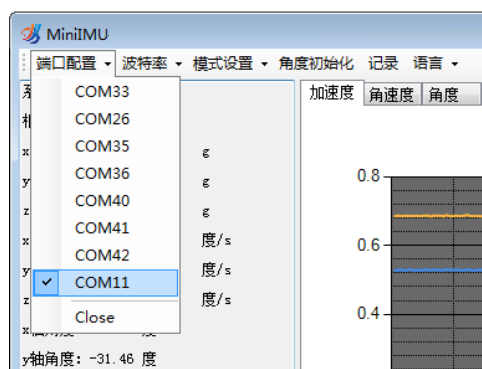 MiniIMU
端口配置 波特率 模式设置 角度初始化 记录 语言
COM33
COM26
COM35
COM36
COM40
COM41
COM42
COM11
Close
加速度 角速度 角度
x
g
y
g
z
g
x
度/s
y
度/s
z
度/s
y轴角度: -31.46 度
0.8
0.6
0.4